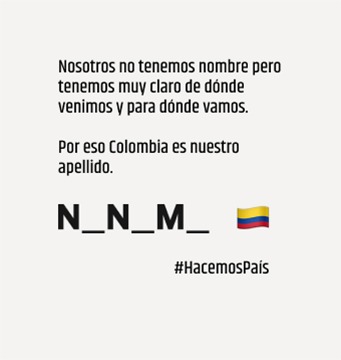 Nosotros no tenemos nombre pero
tenemos muy claro de dónde
venimos y para dónde vamos.
Por eso Colombia es nuestro
apellido.
N_N_M_ 🇨🇴
#HacemosPaís